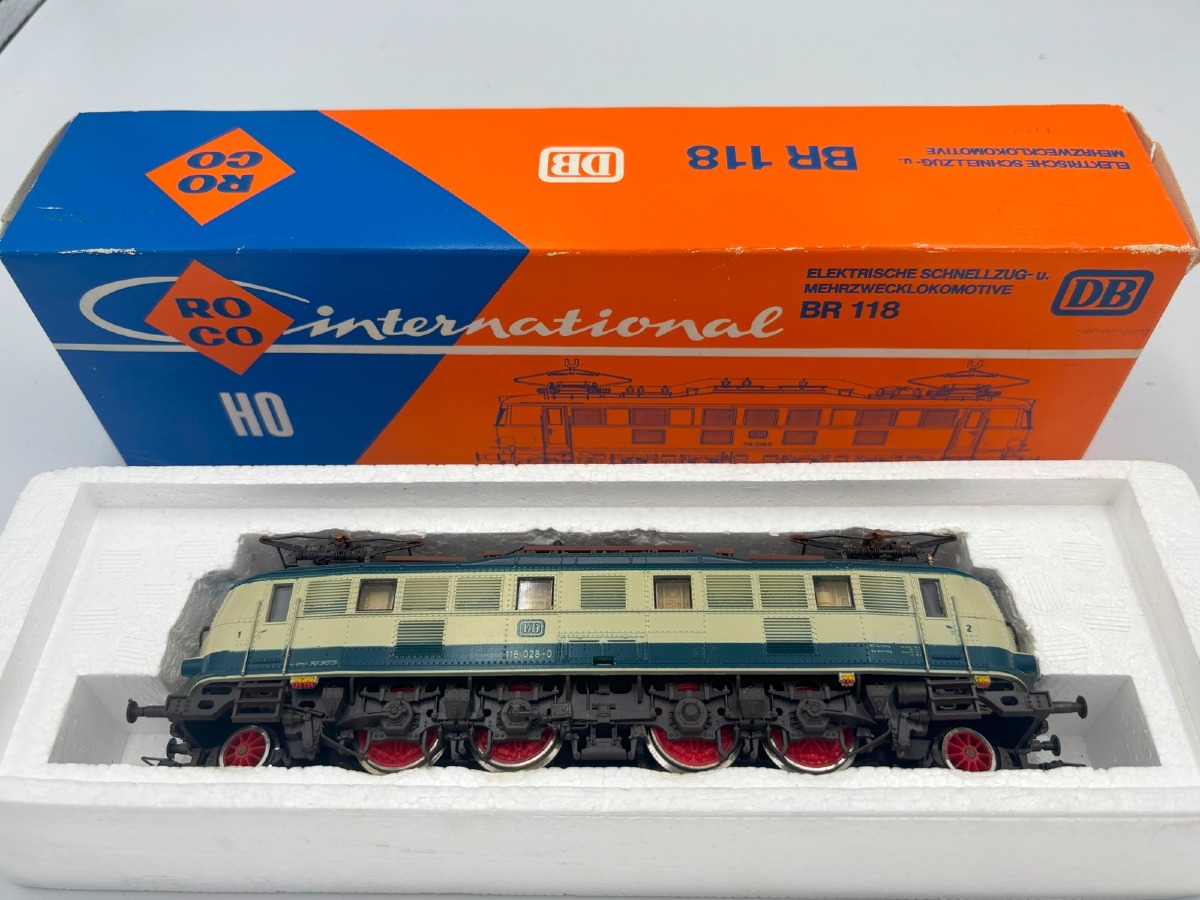 RO
CO
DB
BR 118
ELEKTRISCHE SCHNELLZUG- u.
MEHRZWECKLOKOMOTIVE
RO
CO
international
ELEKTRISCHE SCHNELLZUG- u.
MEHRZWECKLOKOMOTIVE
BR 118
DB
HO
DB
1
DB
118 028-0
2